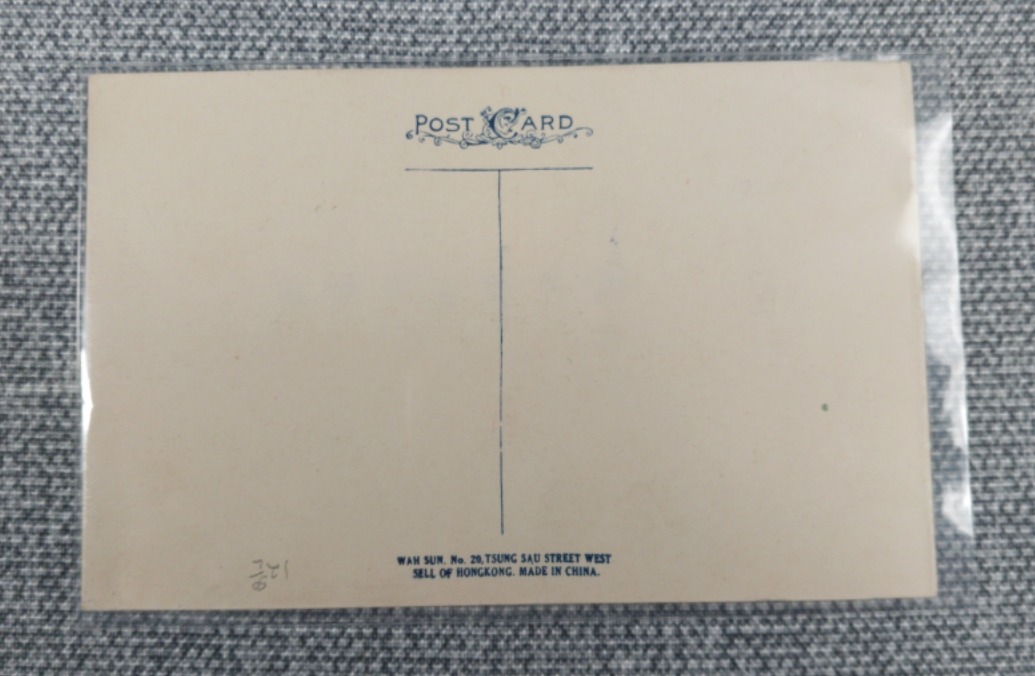 POST CARD
WAH SUN. No. 20, TSUNG SAU STREET WEST
SELL OF HONGKONG. MADE IN CHINA.